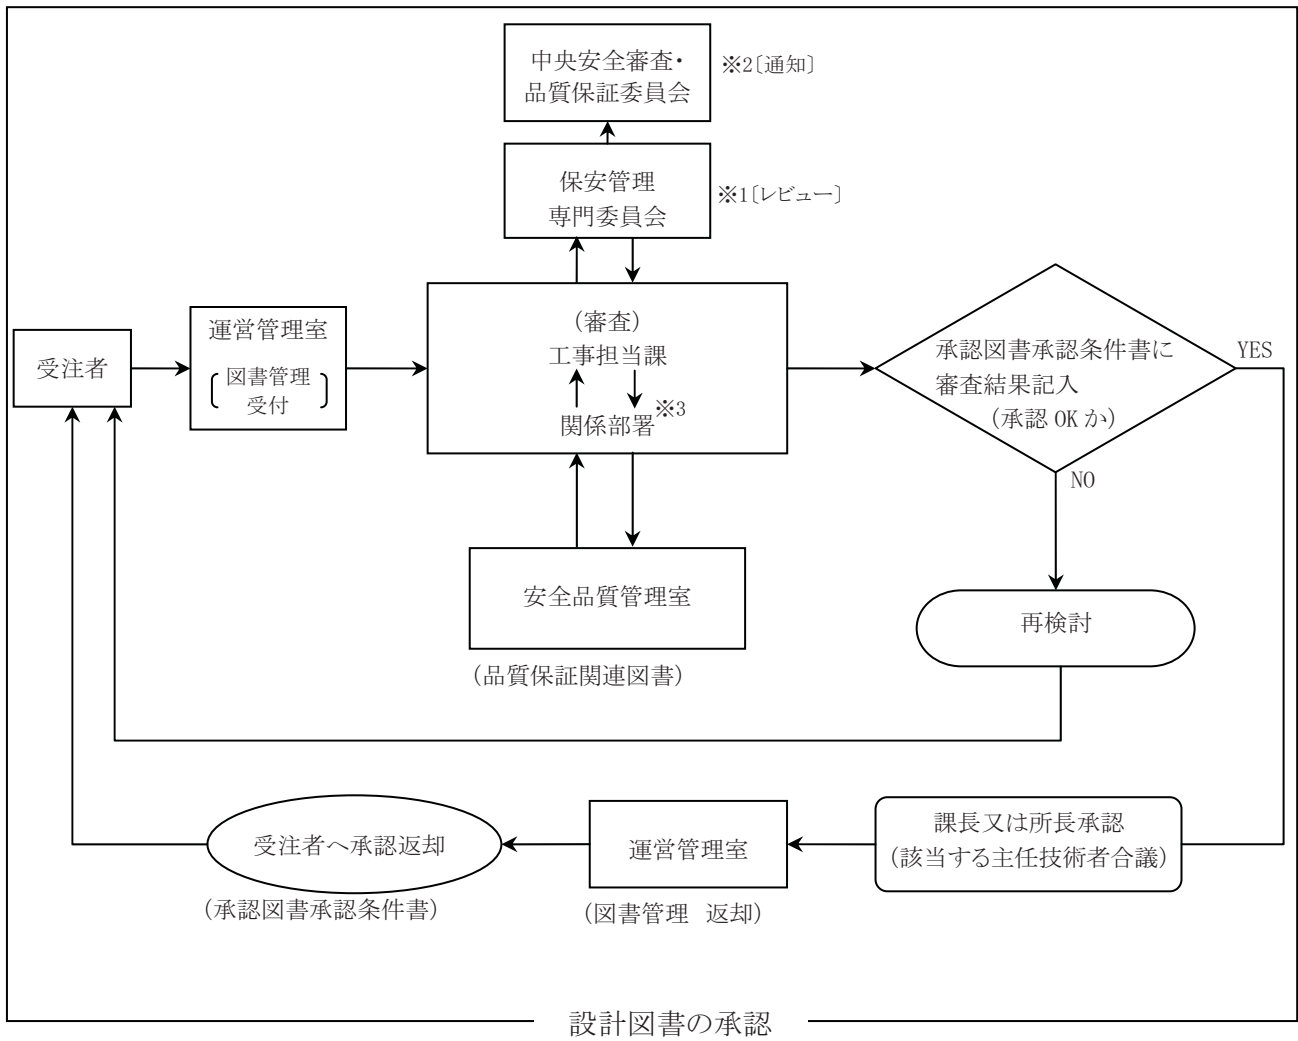 中央安全審査・
品質保証委員会
※2〔通知〕
保安管理
専門委員会
※1〔レビュー〕
受注者
運営管理室
図書管理
受付
(審査)
工事担当課
関係部署※3
承認図書承認条件書に
審査結果記入
(承認 OK か)
YES
NO
安全品質管理室
(品質保証関連図書)
再検討
受注者へ承認返却
(承認図書承認条件書)
運営管理室
(図書管理 返却)
課長又は所長承認
(該当する主任技術者合議)
設計図書の承認